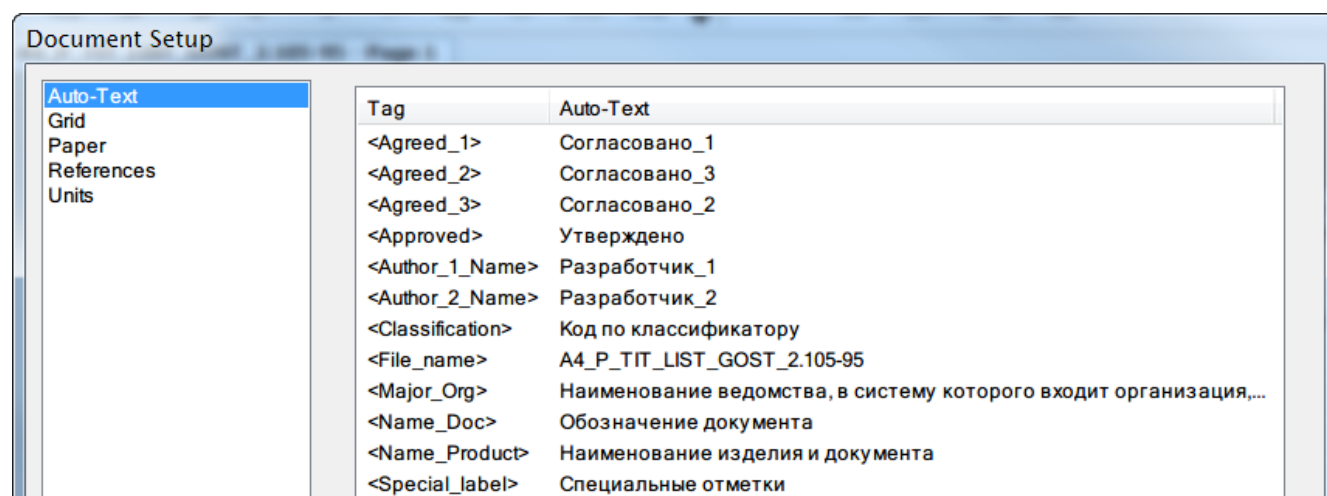 Document Setup
Auto-Text
Grid
Paper
References
Units
Tag Auto-Text
<Agreed_1> Согласовано_1
<Agreed_2> Согласовано_3
<Agreed_3> Согласовано_2
<Approved> Утверждено
<Author_1_Name> Разработчик_1
<Author_2_Name> Разработчик_2
<Classification> Код по классификатору
<File_name> A4_P_TIT_LIST_GOST_2.105-95
<Major_Org> Наименование ведомства, в систему которого входит организация,...
<Name_Doc> Обозначение документа
<Name_Product> Наименование изделия и документа
<Special_label> Специальные отметки